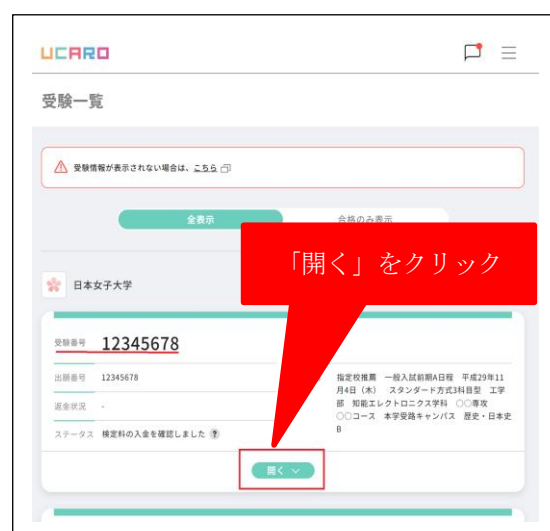 UCARO
受験一覧
受験情報が表示されない場合は、こちら
全表示
合格のみ表示
「開く」をクリック
日本女子大学
受験番号 12345678
出願番号 12345678
返金状況 -
ステータス 検定料の入金を確認しました ?
指定校推薦 一般入試前期A日程 平成29年11
月4日（木） スタンダード方式3科目型 工学
部 知能エレクトロニクス学科 〇〇専攻
〇〇コース 本学受路キャンパス 歴史・日本史
B
開く